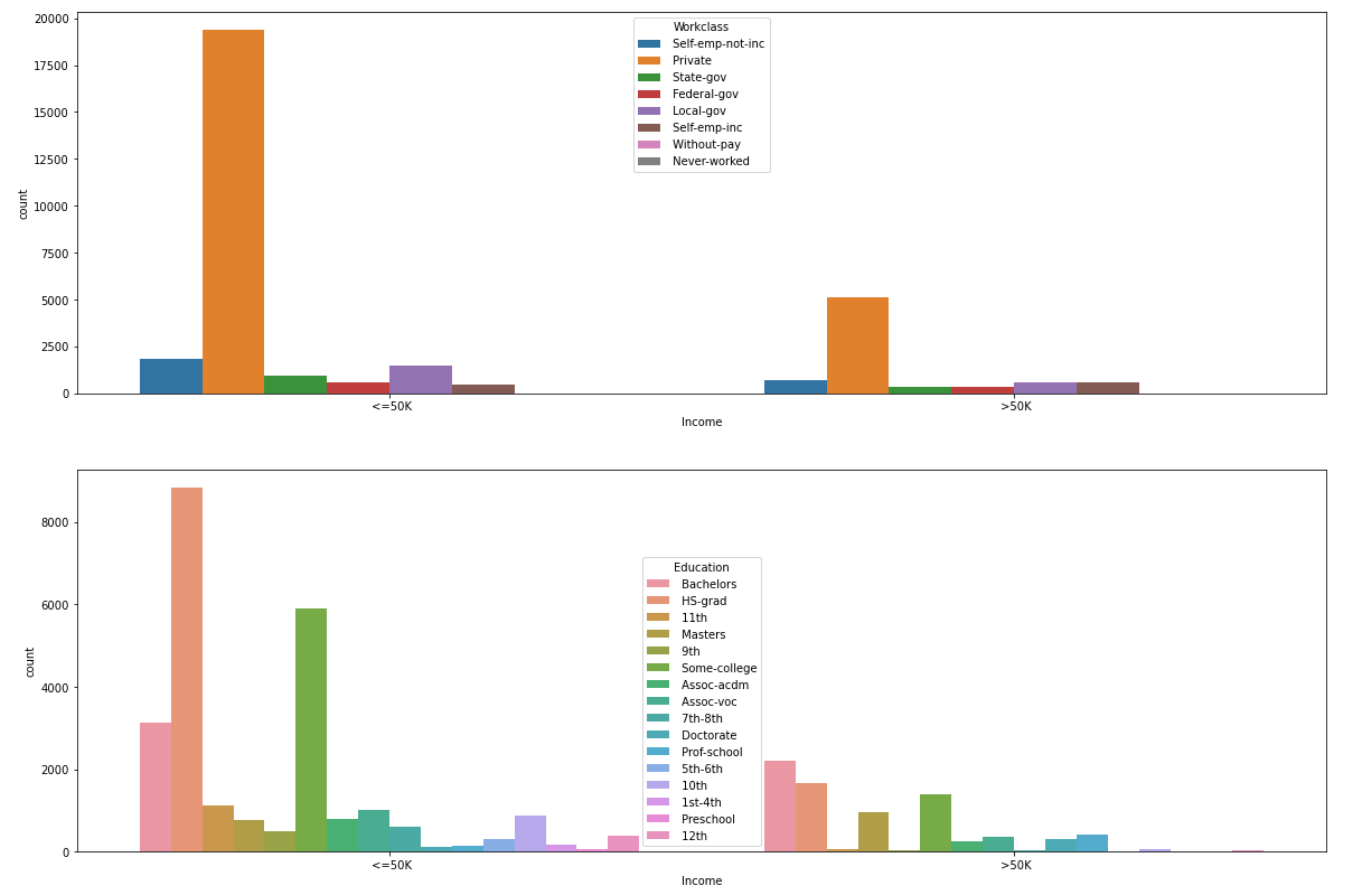 20000
17500
15000
12500
10000
7500
5000
2500
0
count
Workclass
Self-emp-not-inc
Private
State-gov
Federal-gov
Local-gov
Self-emp-inc
Without-pay
Never-worked
<=50K
>50K
Income
8000
6000
4000
2000
0
count
Education
Bachelors
HS-grad
11th
Masters
9th
Some-college
Assoc-acdm
Assoc-voc
7th-8th
Doctorate
Prof-school
5th-6th
10th
1st-4th
Preschool
12th
<=50K
>50K
Income